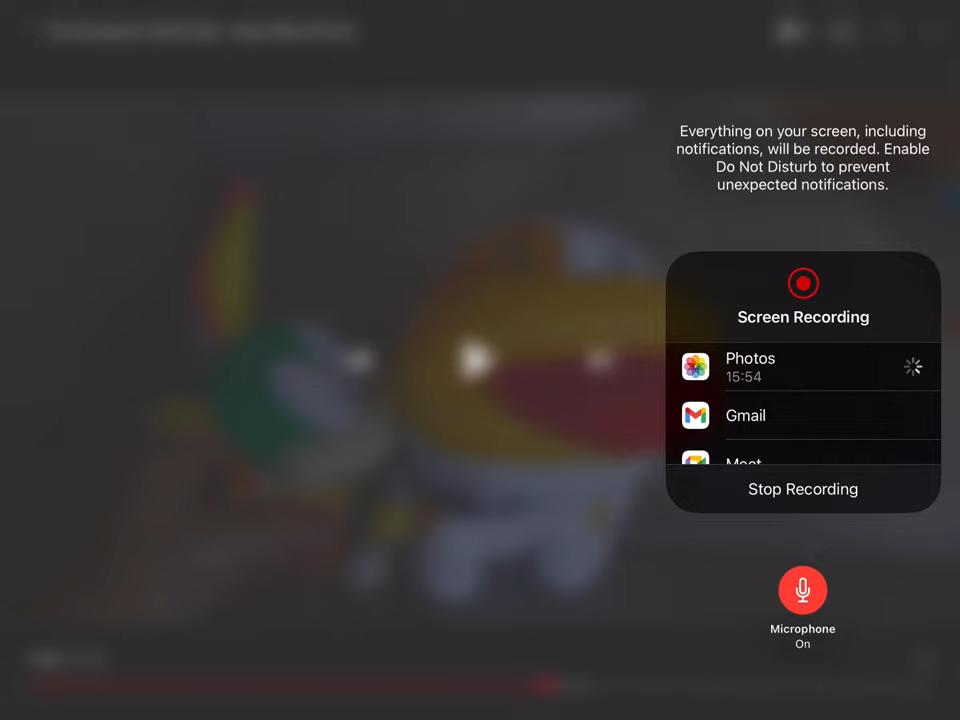 Everything on your screen, including
notifications, will be recorded. Enable
Do Not Disturb to prevent
unexpected notifications.
Screen Recording
Photos
15:54
Gmail
Meet
Stop Recording
Microphone
On